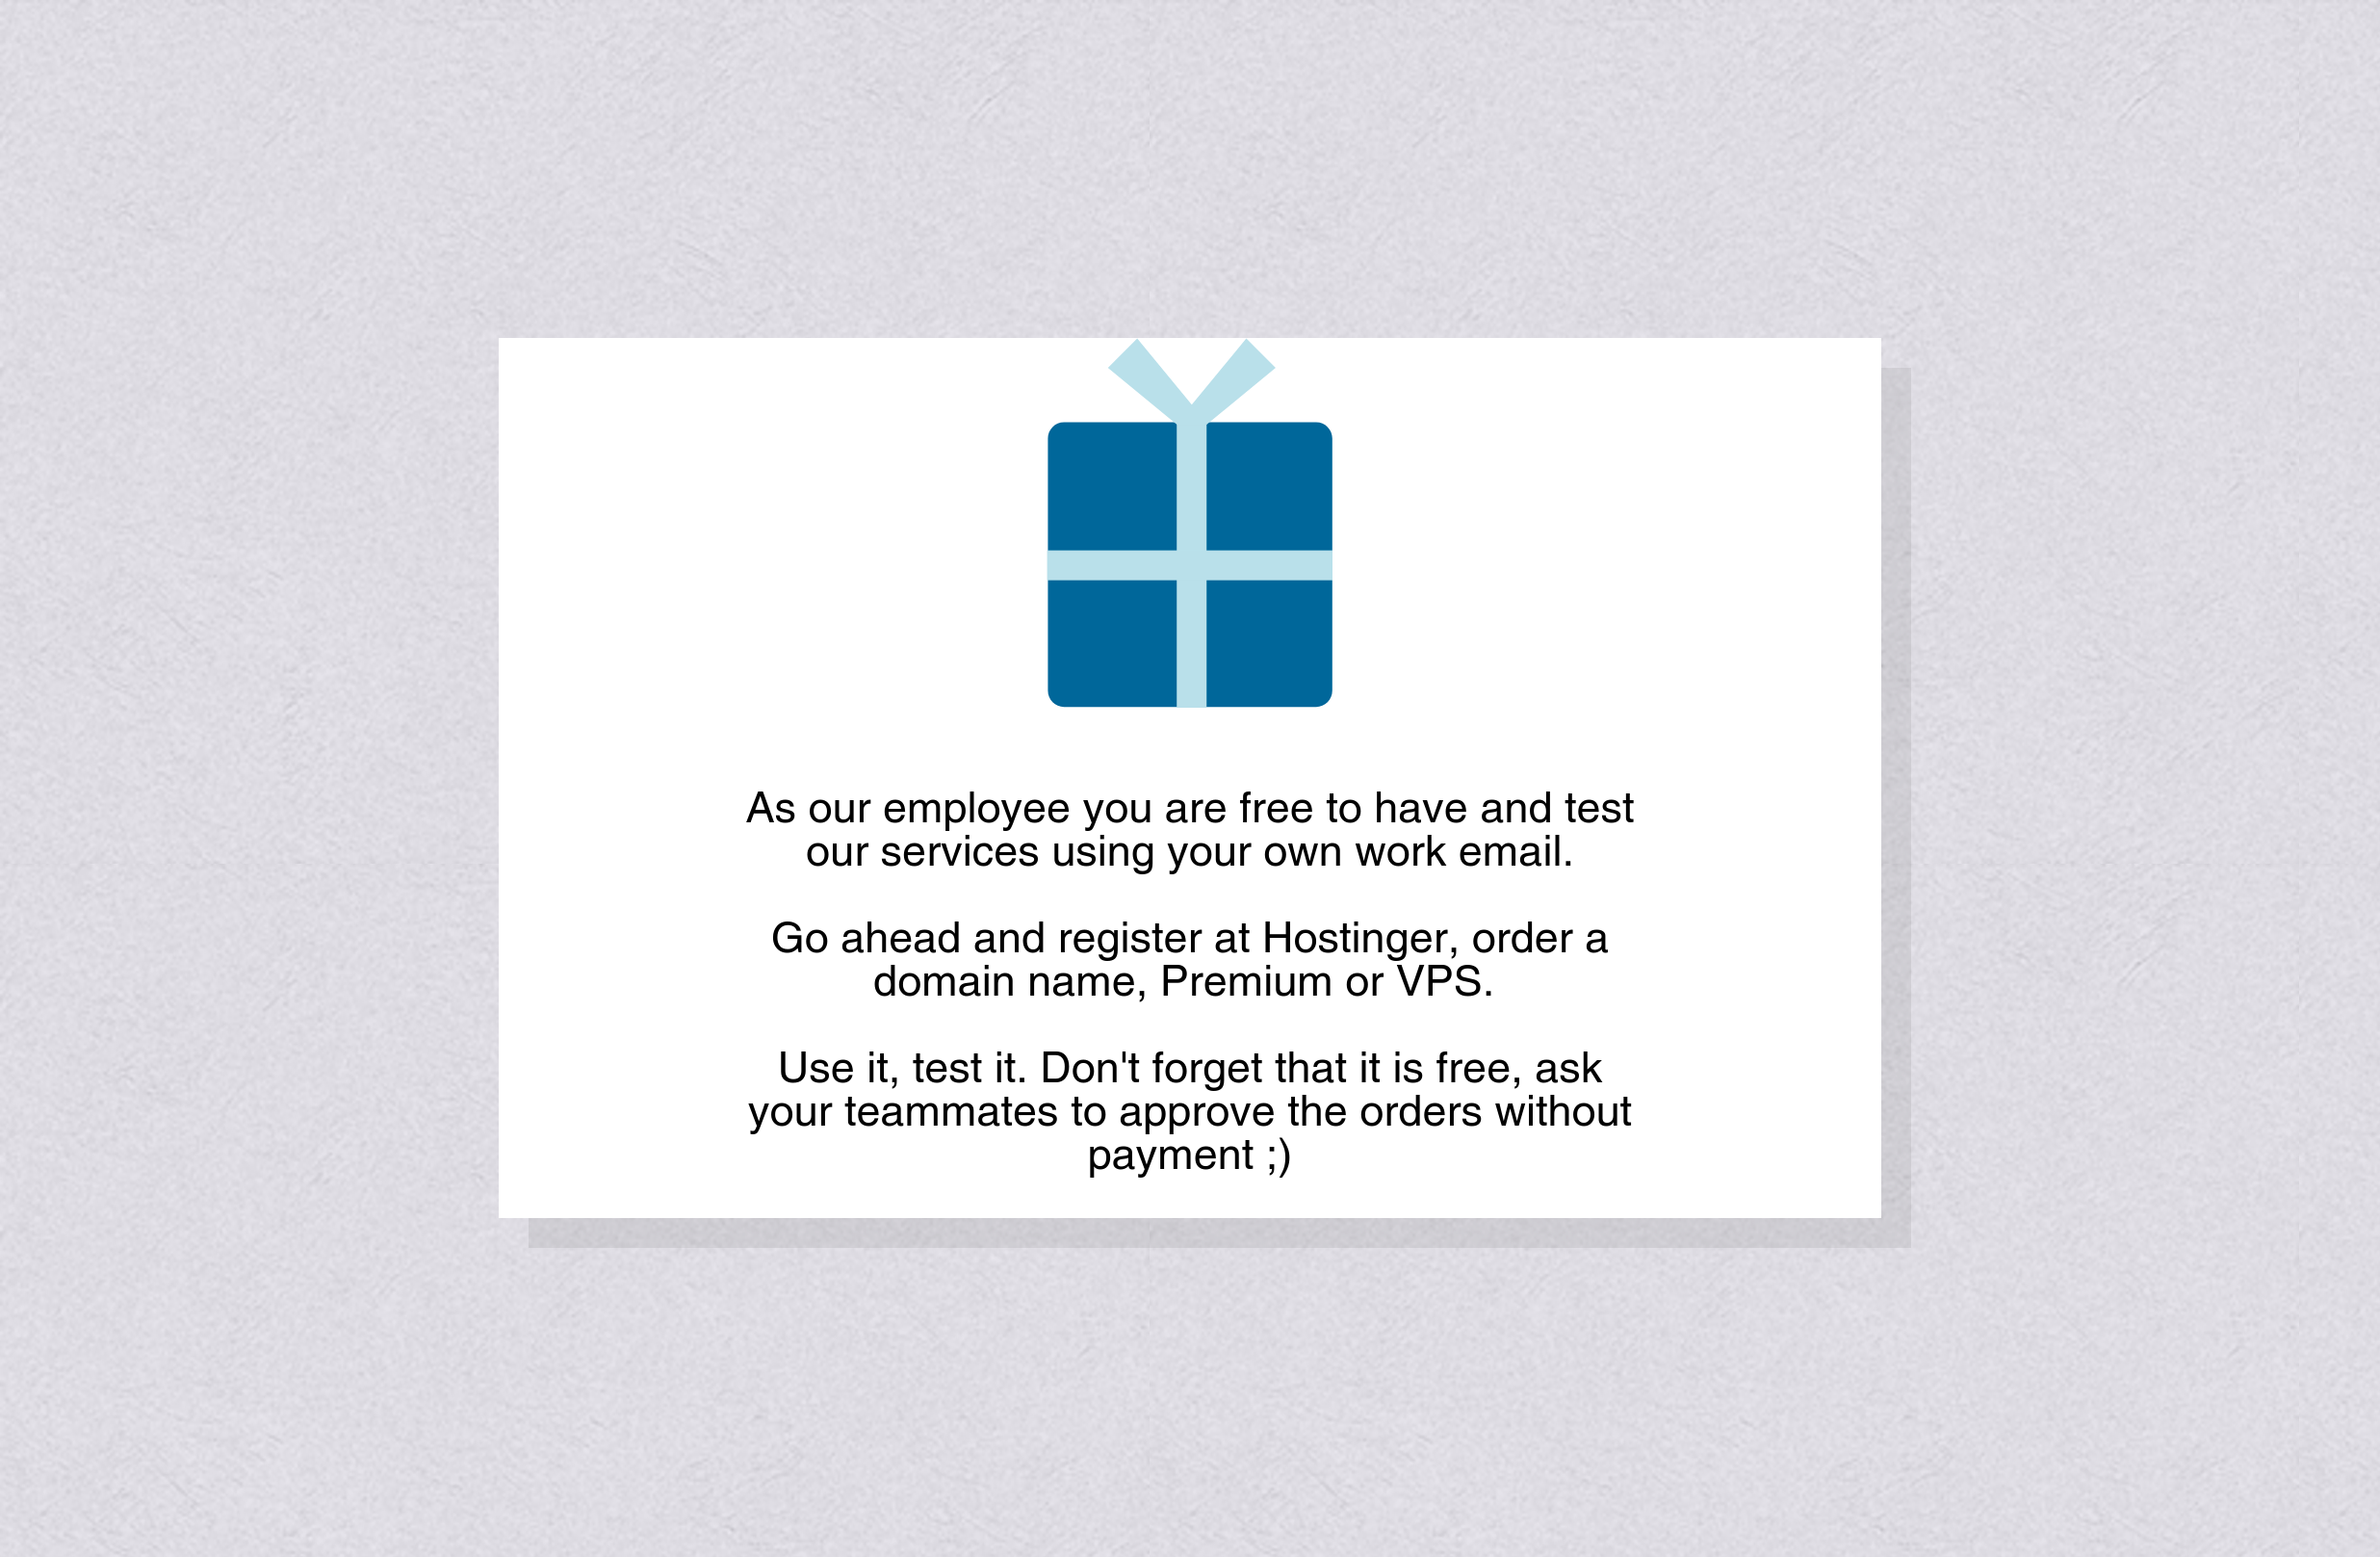 As our employee you are free to have and test
our services using your own work email.
Go ahead and register at Hostinger, order a
domain name, Premium or VPS.
Use it, test it. Don't forget that it is free, ask
your teammates to approve the orders without
payment ;)